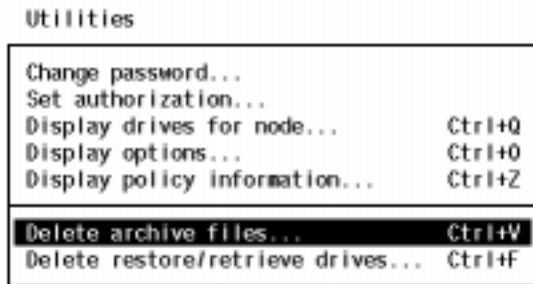 Utilities
Change password...
Set authorization...
Display drives for node... Ctrl+Q
Display options... Ctrl+O
Display policy information... Ctrl+Z
Delete archive files... Ctrl+V
Delete restore/retrieve drives... Ctrl+F